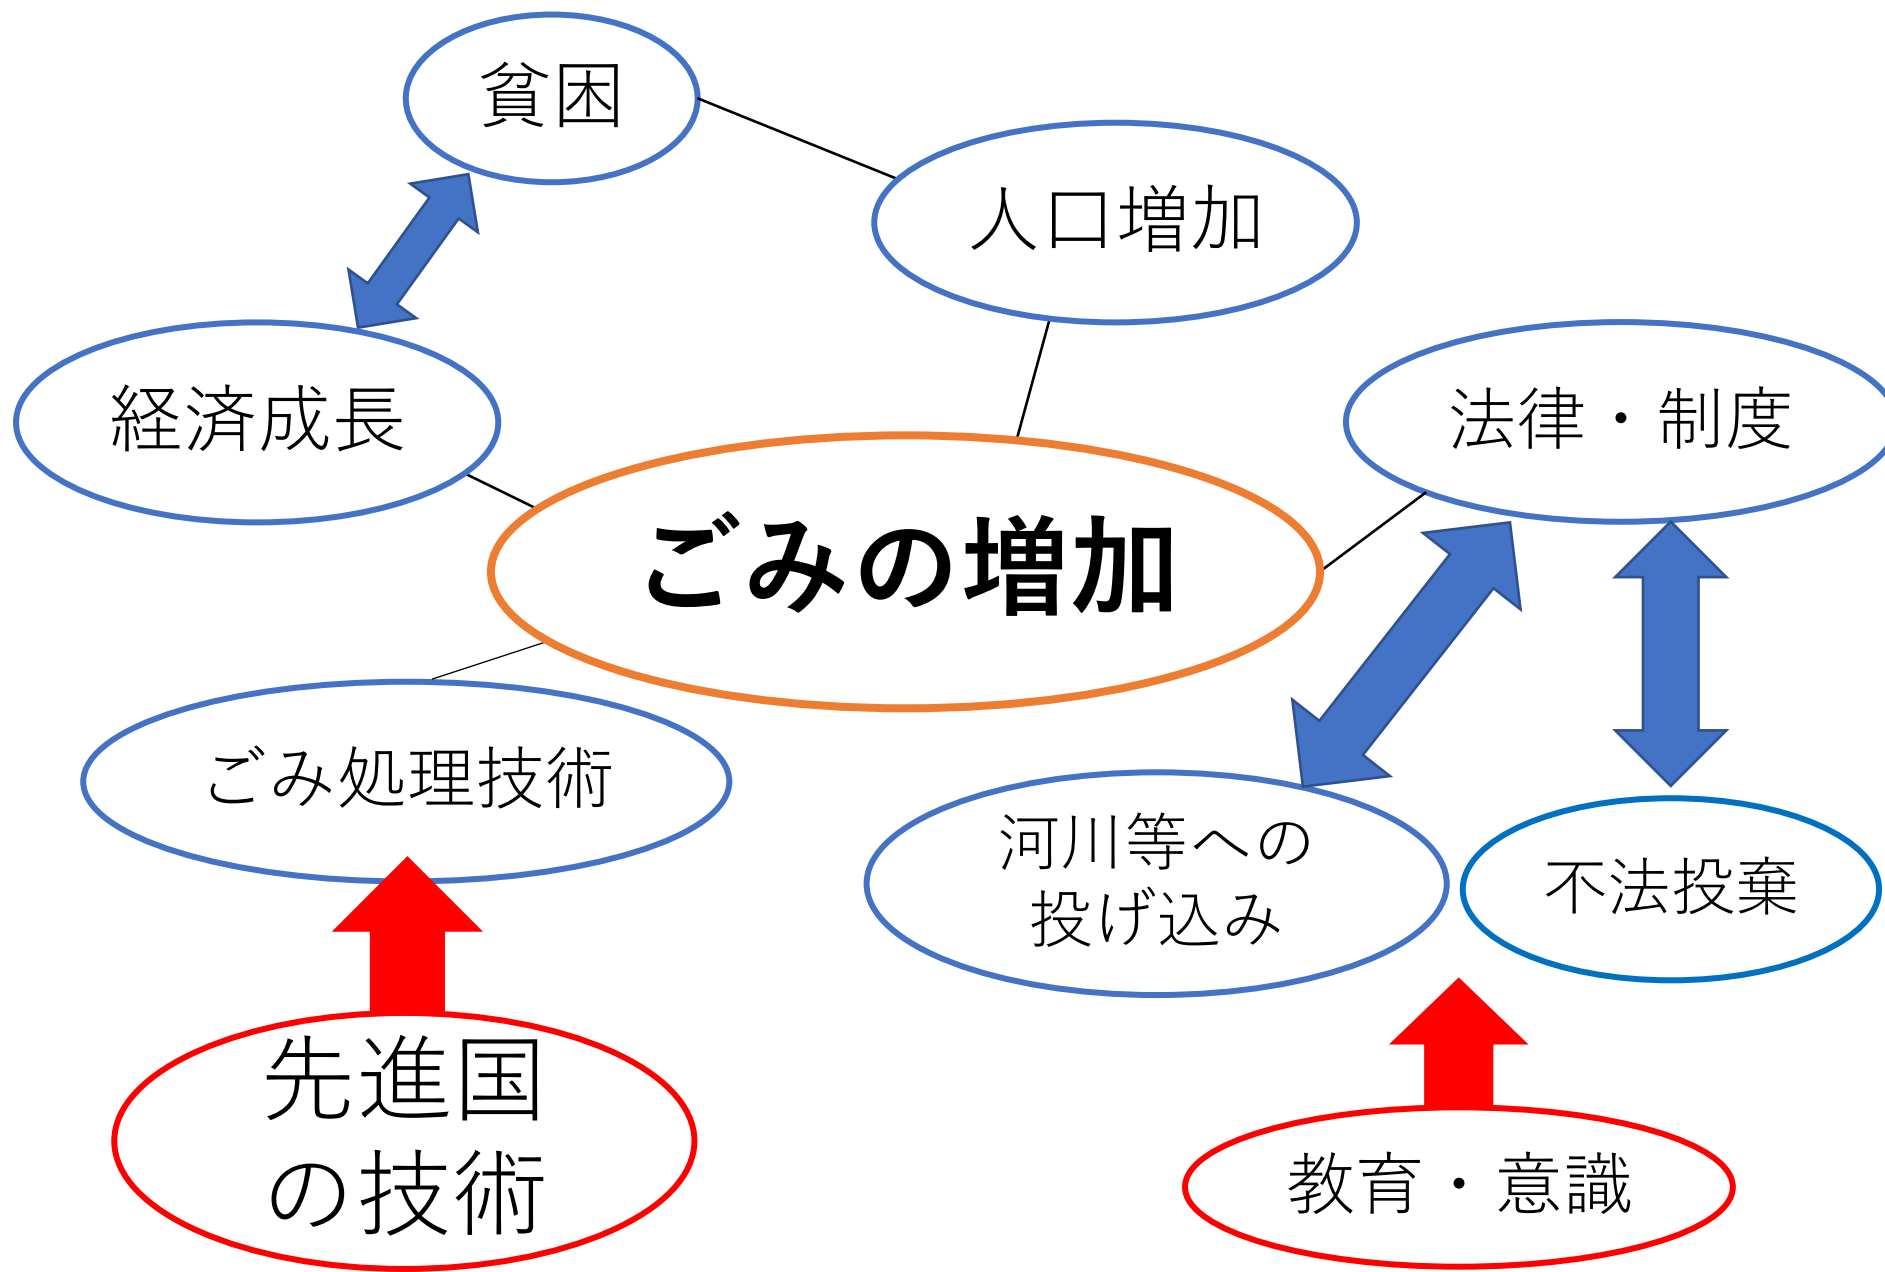 貧困
人口増加
経済成長
法律・制度
ごみの増加
ごみ処理技術
河川等への
投げ込み
不法投棄
先進国
の技術
教育・意識